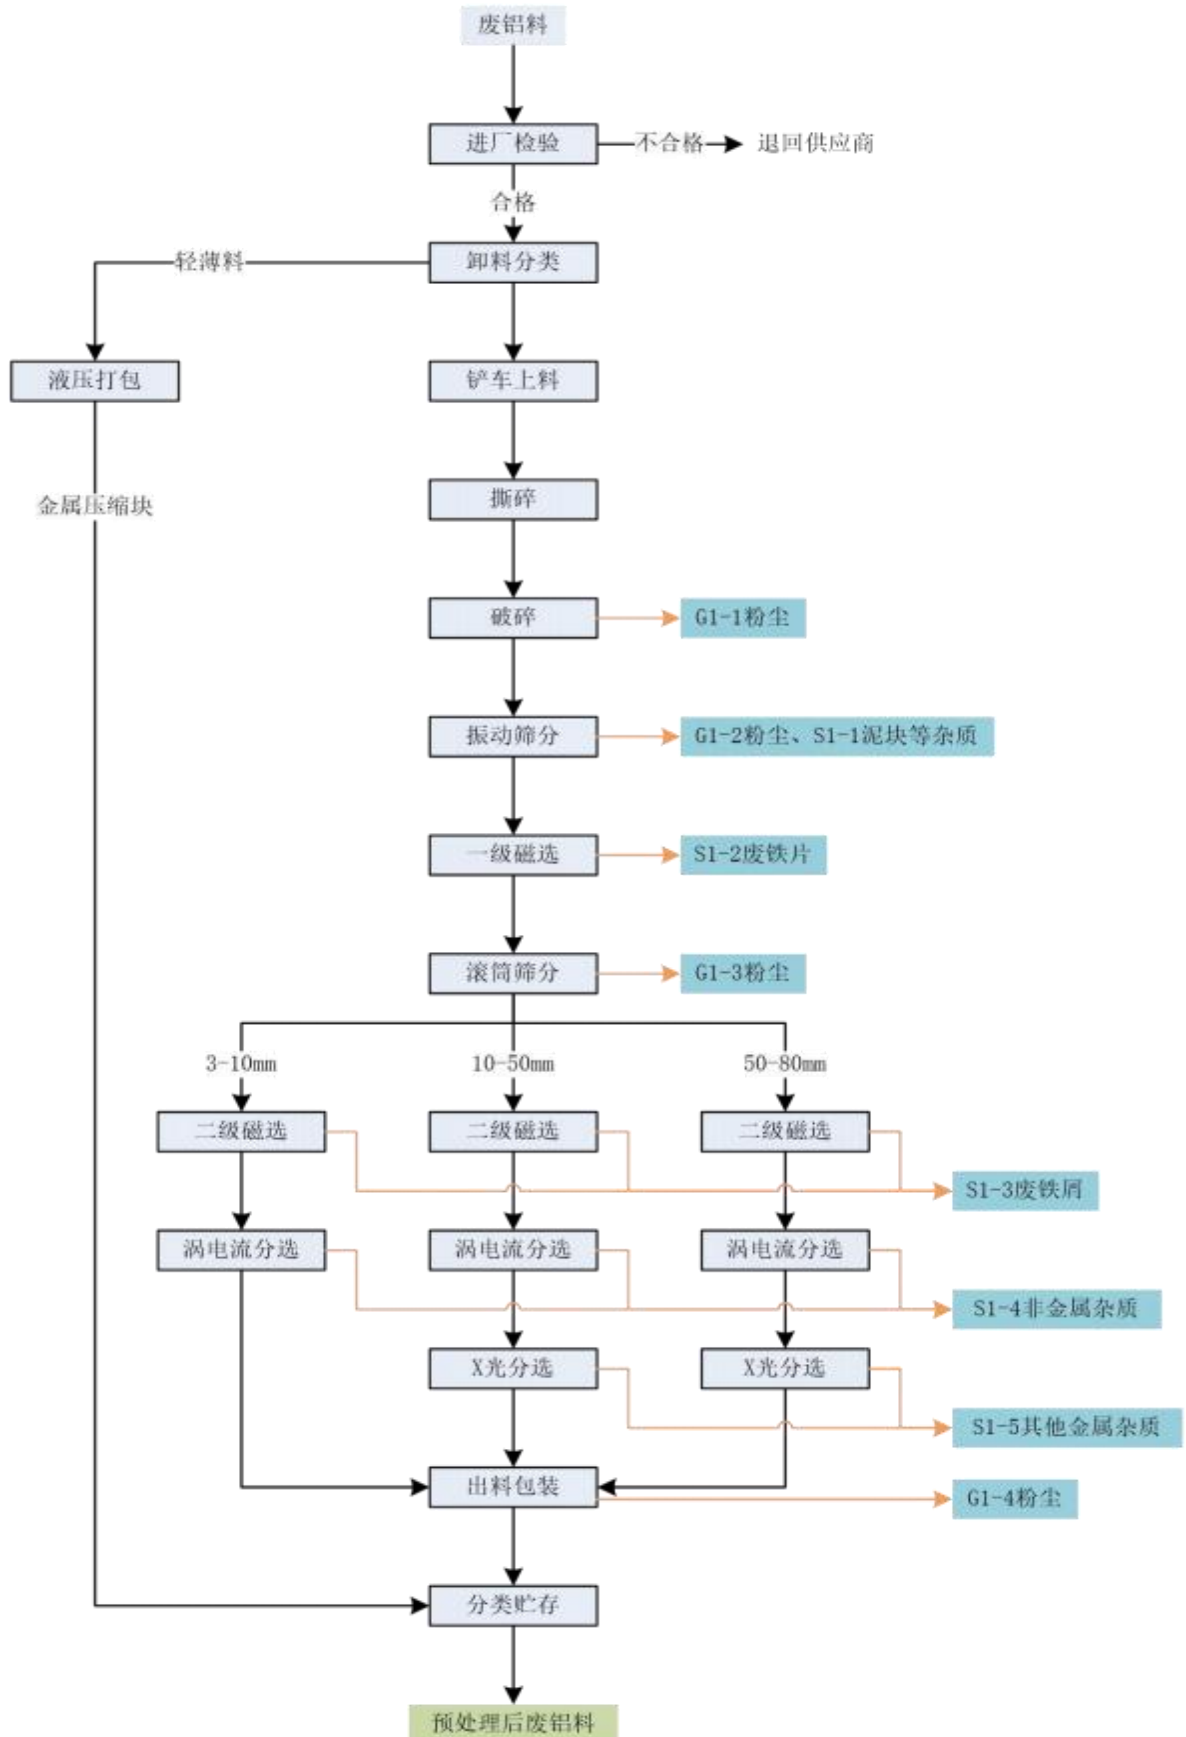 废铝料
进厂检验
不合格
退回供应商
合格
轻薄料
卸料分类
液压打包
铲车上料
金属压缩块
撕碎
破碎
G1-1粉尘
振动筛分
G1-2粉尘、S1-1泥块等杂质
一级磁选
S1-2废铁片
滚筒筛分
G1-3粉尘
3-10mm
10-50mm
50-80mm
二级磁选
二级磁选
二级磁选
S1-3废铁屑
涡电流分选
涡电流分选
涡电流分选
S1-4非金属杂质
X光分选
X光分选
S1-5其他金属杂质
出料包装
G1-4粉尘
分类贮存
预处理后废铝料